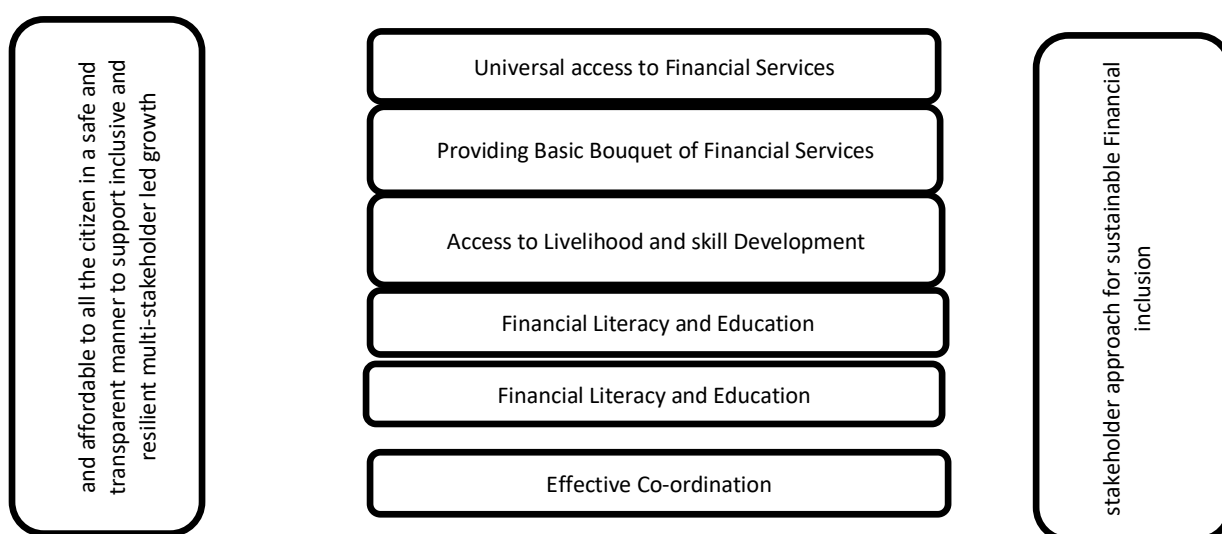 and affordable to all the citizen in a safe and
transparent manner to support inclusive and
resilient multi-stakeholder led growth
Universal access to Financial Services
Providing Basic Bouquet of Financial Services
Access to Livelihood and skill Development
Financial Literacy and Education
Financial Literacy and Education
Effective Co-ordination
stakeholder approach for sustainable Financial
inclusion